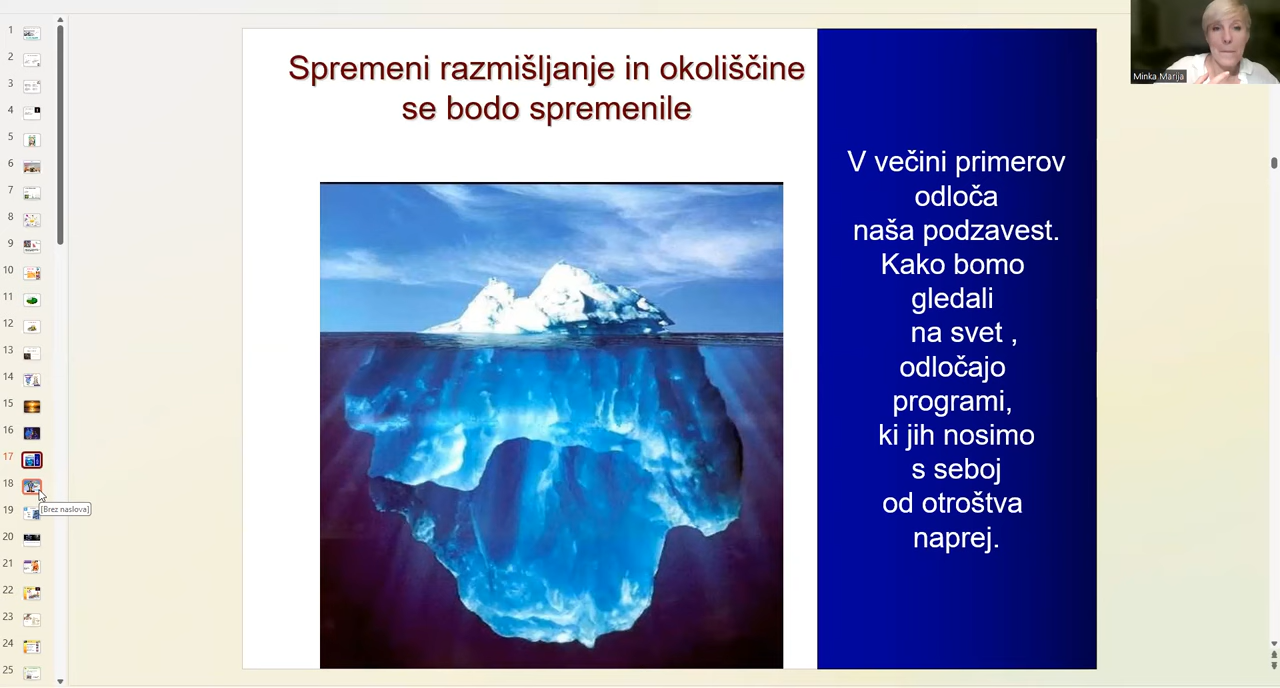 1
2
3
4
5
6
7
8
9
10
11
12
13
14
15
16
17
18
19
20
21
22
23
24
25
[Brez naslova]
Spremeni razmišljanje in okoliščine
se bodo spremenile
V večini primerov
odloča
naša podzavest.
Kako bomo
gledali
na svet ,
odločajo
programi,
ki jih nosimo
s seboj
od otroštva
naprej.
Minka Marija